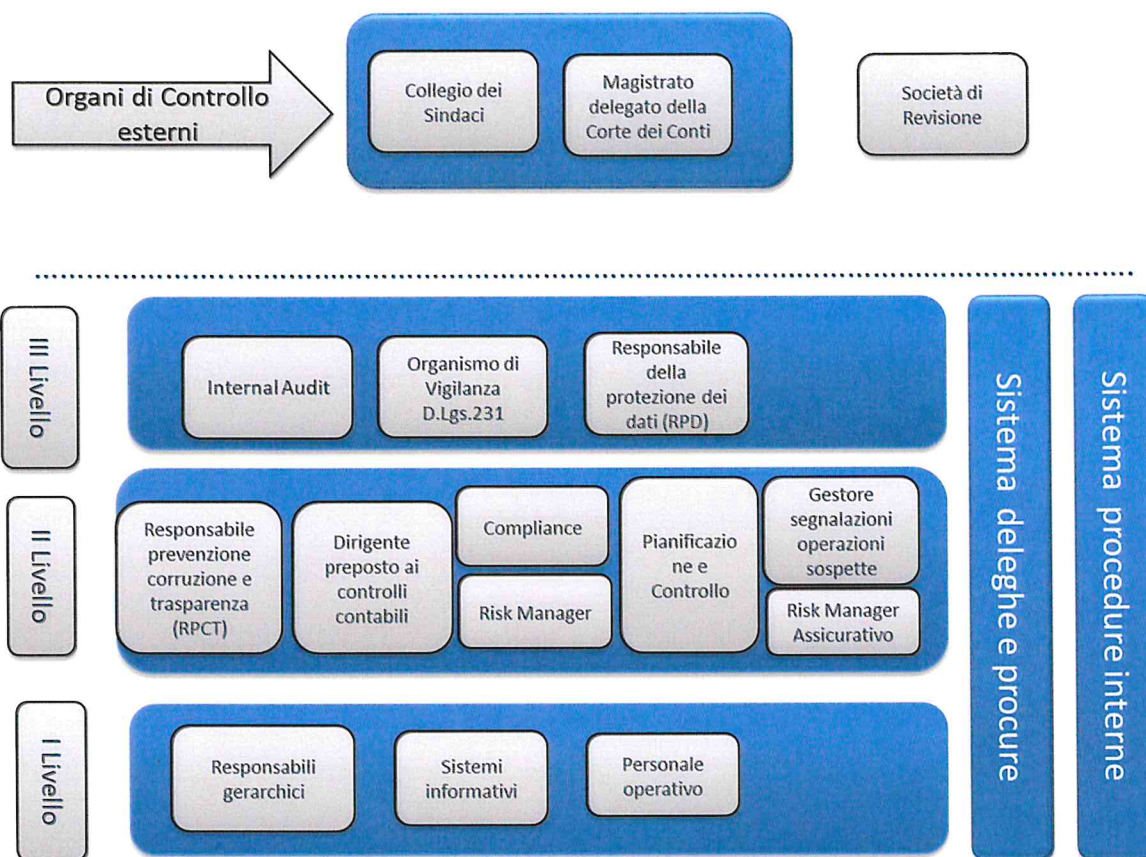 Organi di Controllo
esterni
Collegio dei
Sindaci
Magistrato
delegato della
Corte dei Conti
Società di
Revisione
III Livello
Internal Audit
Organismo di
Vigilanza
D.Lgs.231
Responsabile
della
protezione dei
dati (RPD)
II Livello
Responsabile
prevenzione
corruzione e
trasparenza
(RPCT)
Dirigente
preposto ai
controlli
contabili
Compliance
Risk Manager
Pianificazio
ne e
Controllo
Gestore
segnalazioni
operazioni
sospette
Risk Manager
Assicurativo
I Livello
Responsabili
gerarchici
Sistemi
informativi
Personale
operativo
Sistema deleghe e procure
Sistema procedure interne